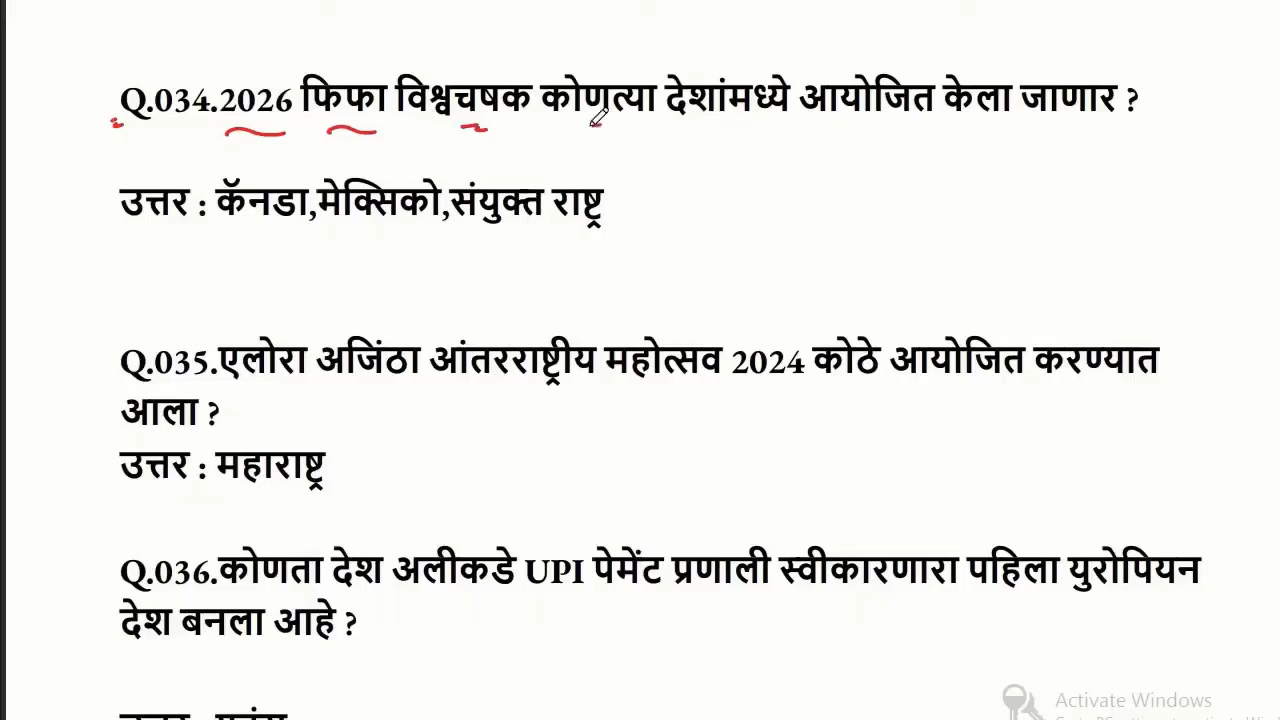 Q.034.2026 फिफा विश्वचषक कोणत्या देशांमध्ये आयोजित केला जाणार ?
उत्तर : कॅनडा,मेक्सिको,संयुक्त राष्ट्र
Q.035.एलोरा अजिंठा आंतरराष्ट्रीय महोत्सव 2024 कोठे आयोजित करण्यात
आला ?
उत्तर : महाराष्ट्र
Q.036.कोणता देश अलीकडे UPI पेमेंट प्रणाली स्वीकारणारा पहिला युरोपियन
देश बनला आहे ?
Activate Windows